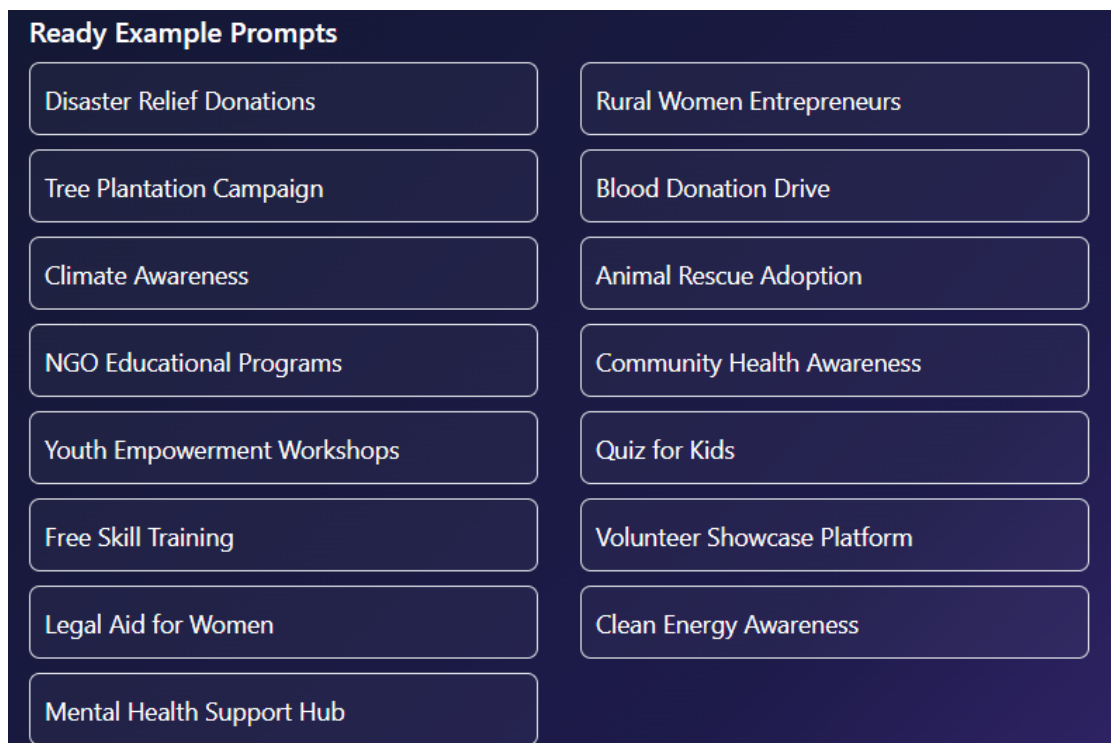 Ready Example Prompts
Disaster Relief Donations
Rural Women Entrepreneurs
Tree Plantation Campaign
Blood Donation Drive
Climate Awareness
Animal Rescue Adoption
NGO Educational Programs
Community Health Awareness
Youth Empowerment Workshops
Quiz for Kids
Free Skill Training
Volunteer Showcase Platform
Legal Aid for Women
Clean Energy Awareness
Mental Health Support Hub